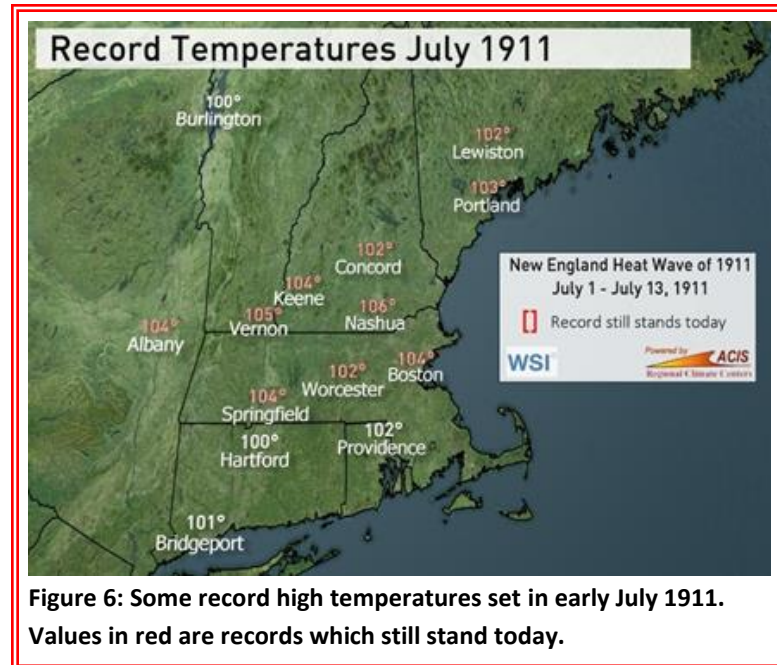 Record Temperatures July 1911
100°
Burlington
102°
Lewiston
103°
Portland
102°
Concord
104°
Keene
106°
Nashua
105°
Vernon
104°
Albany
104°
Boston
102°
Worcester
104°
Springfield
100°
Hartford
102°
Providence
101°
Bridgeport
New England Heat Wave of 1911
July 1 - July 13, 1911
[] Record still stands today
WSI
Powered by
ACIS
Regional Climate Centers
Figure 6: Some record high temperatures set in early July 1911.
Values in red are records which still stand today.